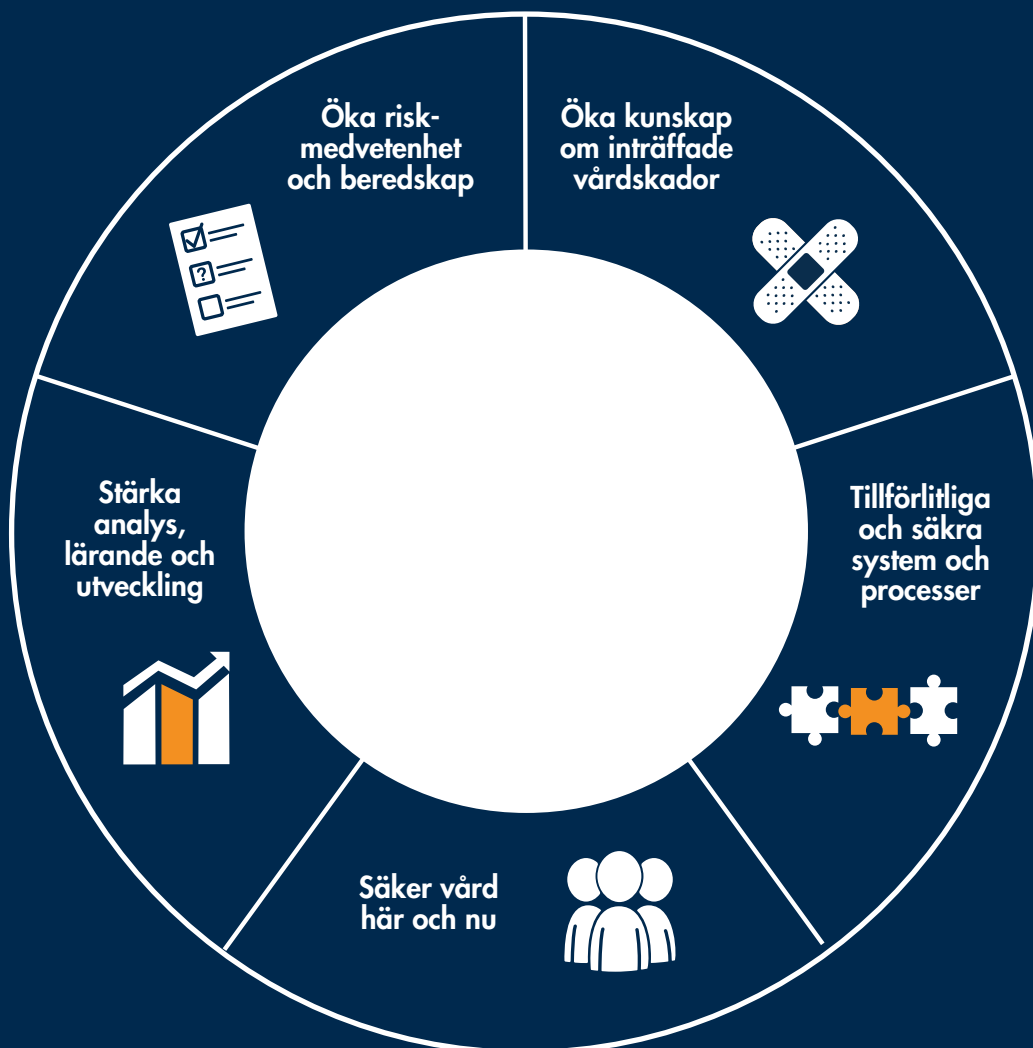 Öka risk-
medvetenhet
och beredskap
Öka kunskap
om inträffade
vårdskador
Tillförlitliga
och säkra
system och
processer
Säker vård
här och nu
Stärka
analys,
lärande och
utveckling
?